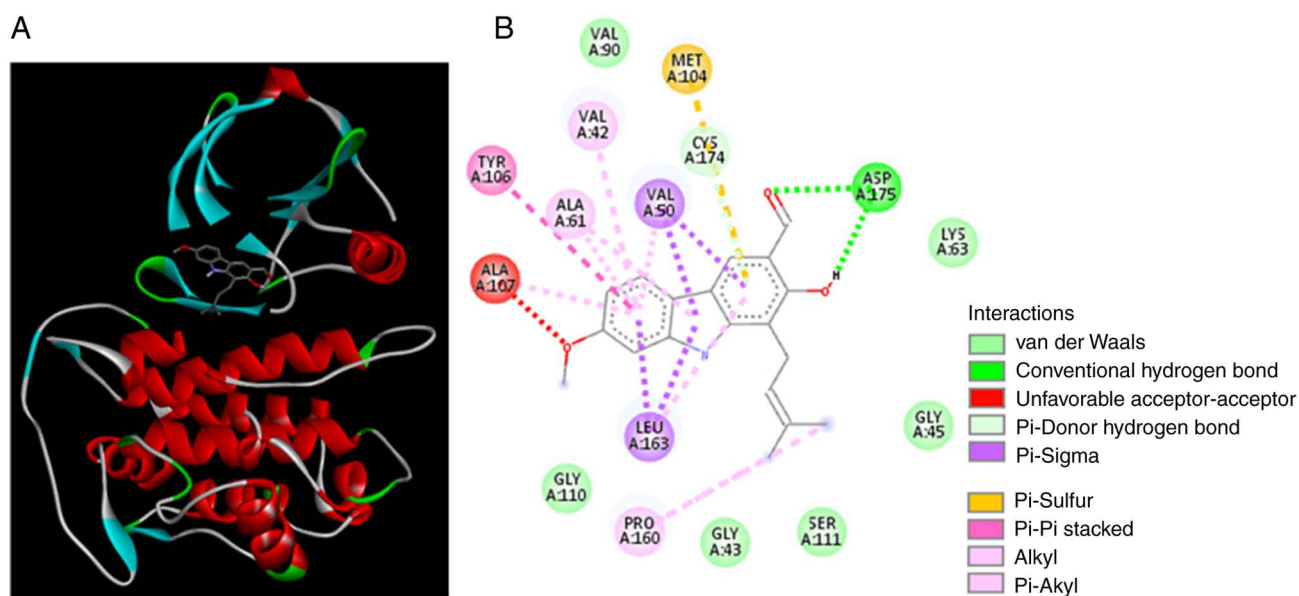 A
B
VAL
A:90
MET
A:104
VAL
A:42
CYS
A:174
TYR
A:106
VAL
A:50
ASP
A:175
ALA
A:61
LYS
A:63
ALA
A:107
O
H
O
O
N
LEU
A:163
GLY
A:45
GLY
A:110
PRO
A:160
GLY
A:43
SER
A:111
Interactions
van der Waals
Conventional hydrogen bond
Unfavorable acceptor-acceptor
Pi-Donor hydrogen bond
Pi-Sigma
Pi-Sulfur
Pi-Pi stacked
Alkyl
Pi-Akyl